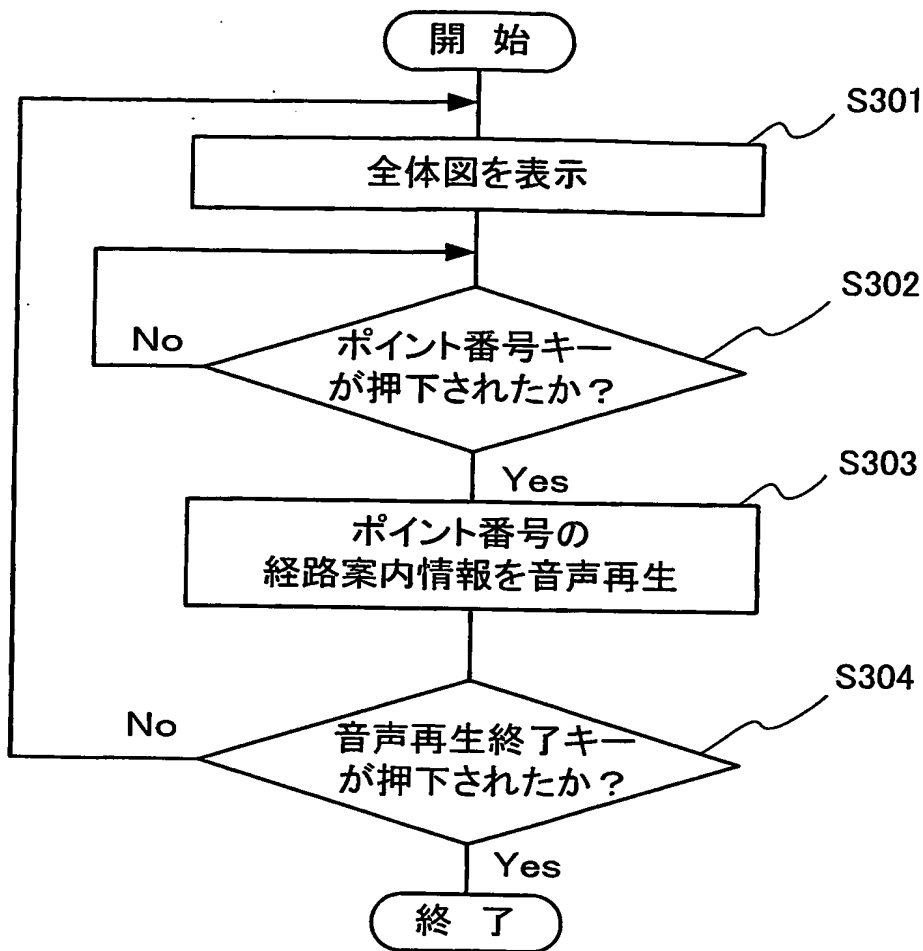 開 始
S301
全体図を表示
S302
No
ポイント番号キー
が押下されたか？
Yes
S303
ポイント番号の
経路案内情報を音声再生
S304
No
音声再生終了キー
が押下されたか？
Yes
終 了